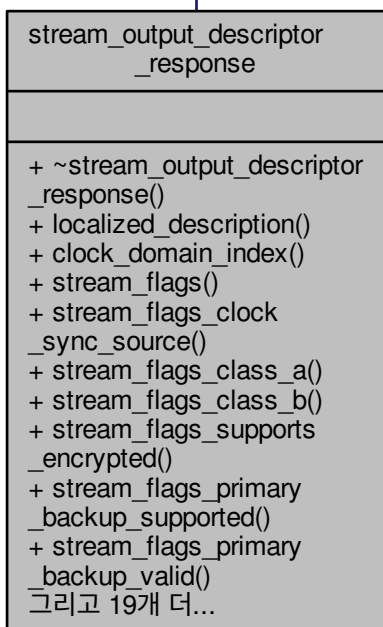 stream_output_descriptor
_response
+ ~stream_output_descriptor
_response()
+ localized_description()
+ clock_domain_index()
+ stream_flags()
+ stream_flags_clock
_sync_source()
+ stream_flags_class_a()
+ stream_flags_class_b()
+ stream_flags_supports
_encrypted()
+ stream_flags_primary
_backup_supported()
+ stream_flags_primary
_backup_valid()
그리고 19개 더...